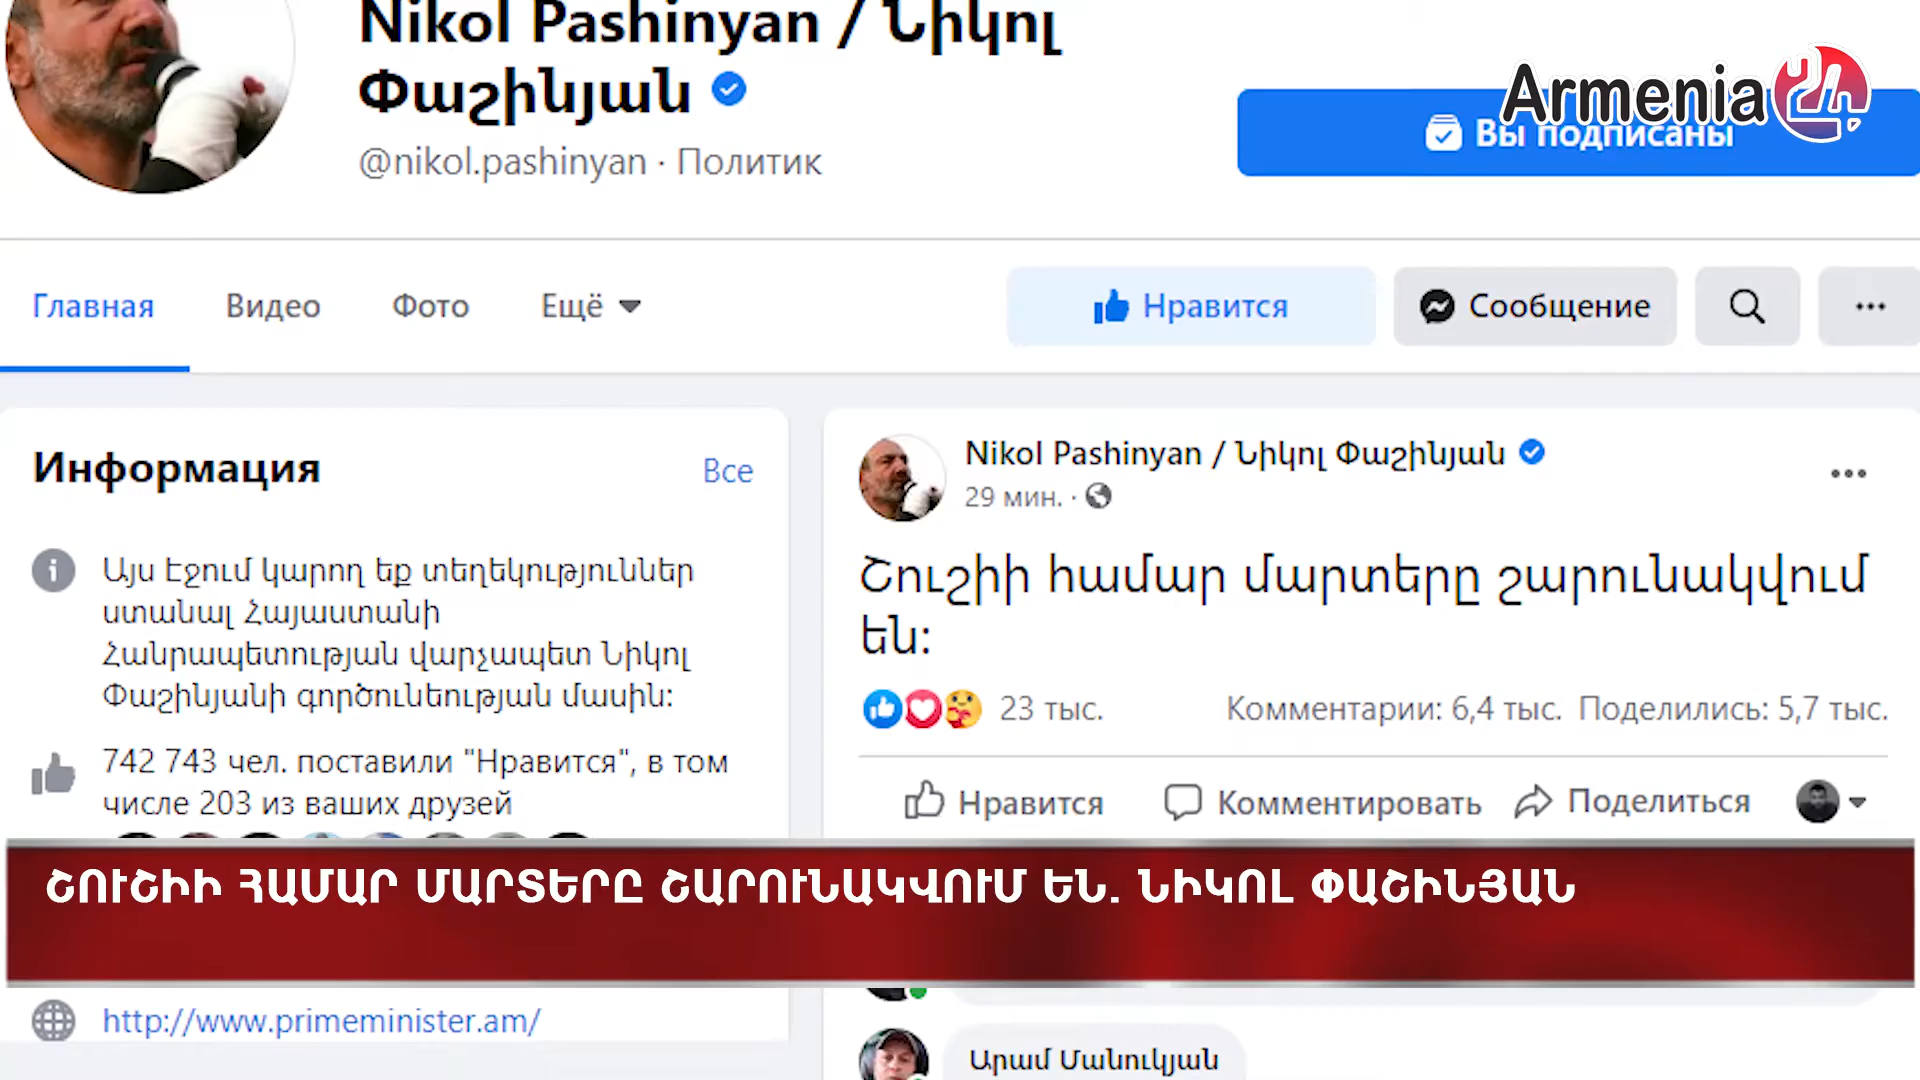 Nikol Pashinyan / Նիկոլ
Փաշինյան
@nikol.pashinyan · Политик
Armenia 24
Вы подписаны
Главная
Видео
Фото
Ещё
Нравится
Сообщение
Информация
Все
Այս էջում կարող եք տեղեկություններ
ստանալ Հայաստանի
Հանրապետության վարչապետ Նիկոլ
Փաշինյանի գործունեության մասին:
742 743 чел. поставили "Нравится", в том
числе 203 из ваших друзей
Nikol Pashinyan / Նիկոլ Փաշինյան
29 мин. ·
Շուշիի համար մարտերը շարունակվում
են:
23 тыс.
Комментарии: 6,4 тыс. Поделились: 5,7 тыс.
Нравится
Комментировать
Поделиться
ՇՈՒՇԻԻ ՀԱՄԱՐ ՄԱՐՏԵՐԸ ՇԱՐՈՒՆԱԿՎՈՒՄ ԵՆ. ՆԻԿՈԼ ՓԱՇԻՆՅԱՆ
http://www.primeminister.am/
Արամ Մանուկյան